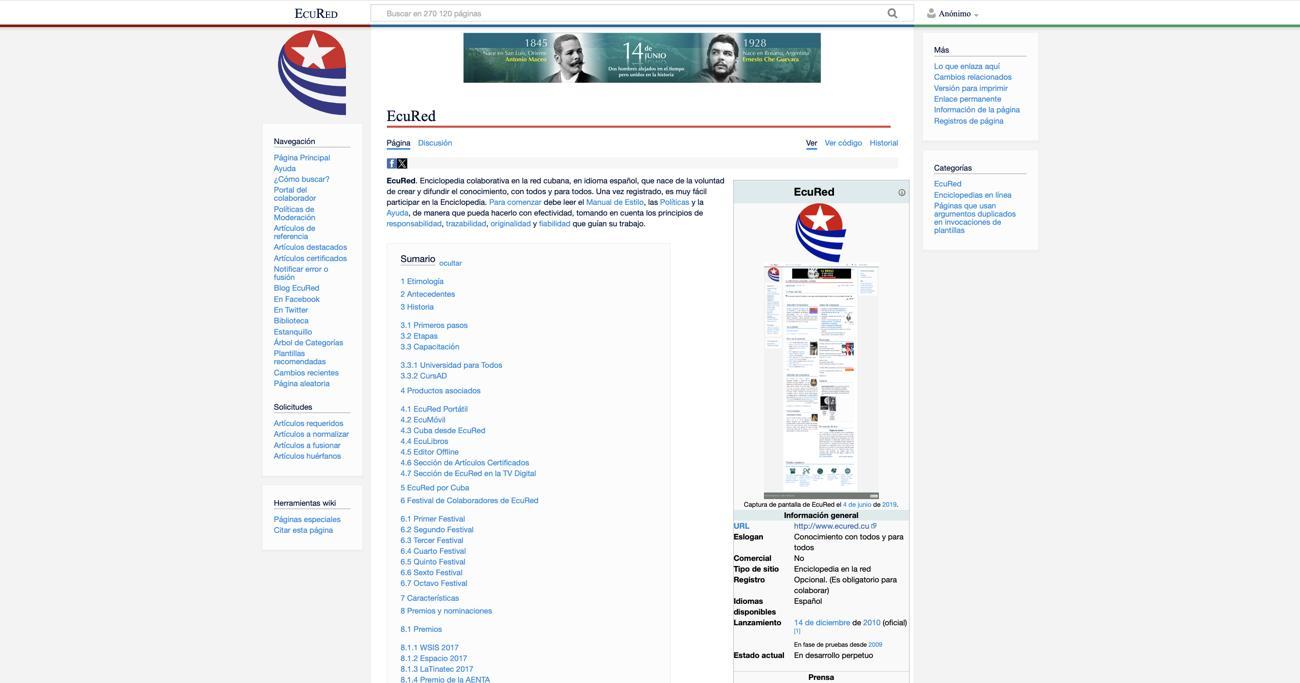 EcuRed
Buscar en 270 120 páginas
Anónimo
1845
Nace en San Luis, Oriente
Antonio Maceo
14 de
JUNIO
Dos hombres alejados en el tiempo
pero unidos en la historia
1928
Nace en Rosario, Argentina
Ernesto Che Guevara
Navegación
Página Principal
Ayuda
¿Cómo buscar?
Portal del
colaborador
Políticas de
Moderación
Artículos de
referencia
Artículos destacados
Artículos certificados
Notificar error o
fusión
Blog EcuRed
En Facebook
En Twitter
Biblioteca
Estanquillo
Árbol de Categorías
Plantillas
recomendadas
Cambios recientes
Página aleatoria
Solicitudes
Artículos requeridos
Artículos a normalizar
Artículos a fusionar
Artículos huérfanos
Herramientas wiki
Páginas especiales
Citar esta página
EcuRed
Página Discusión
Ver Ver código Historial
EcuRed. Enciclopedia colaborativa en la red cubana, en idioma español, que nace de la voluntad
de crear y difundir el conocimiento, con todos y para todos. Una vez registrado, es muy fácil
participar en la Enciclopedia. Para comenzar debe leer el Manual de Estilo, las Políticas y la
Ayuda, de manera que pueda hacerlo con efectividad, tomando en cuenta los principios de
responsabilidad, trazabilidad, originalidad y fiabilidad que guían su trabajo.
Sumario ocultar
1 Etimología
2 Antecedentes
3 Historia
3.1 Primeros pasos
3.2 Etapas
3.3 Capacitación
3.3.1 Universidad para Todos
3.3.2 CursAD
4 Productos asociados
4.1 EcuRed Portátil
4.2 EcuMóvil
4.3 Cuba desde EcuRed
4.4 EcuLibros
4.5 Editor Offline
4.6 Sección de Artículos Certificados
4.7 Sección de EcuRed en la TV Digital
5 EcuRed por Cuba
6 Festival de Colaboradores de EcuRed
6.1 Primer Festival
6.2 Segundo Festival
6.3 Tercer Festival
6.4 Cuarto Festival
6.5 Quinto Festival
6.6 Sexto Festival
6.7 Octavo Festival
7 Características
8 Premios y nominaciones
8.1 Premios
8.1.1 WSIS 2017
8.1.2 Espacio 2017
8.1.3 LaTinatec 2017
8.1.4 Premio de la AENTA
EcuRed
Captura de pantalla de EcuRed el 4 de junio de 2019.
Información general
URL http://www.ecured.cu
Eslogan Conocimiento con todos y para
todos
Comercial No
Tipo de sitio Enciclopedia en la red
Registro Opcional. (Es obligatorio para
colaborar)
Idiomas Español
disponibles
Lanzamiento 14 de diciembre de 2010 (oficial)
[1]
En fase de pruebas desde 2009
Estado actual En desarrollo perpetuo
Prensa
Más
Lo que enlaza aquí
Cambios relacionados
Versión para imprimir
Enlace permanente
Información de la página
Registros de página
Categorías
EcuRed
Enciclopedias en línea
Páginas que usan
argumentos duplicados
en invocaciones de
plantillas